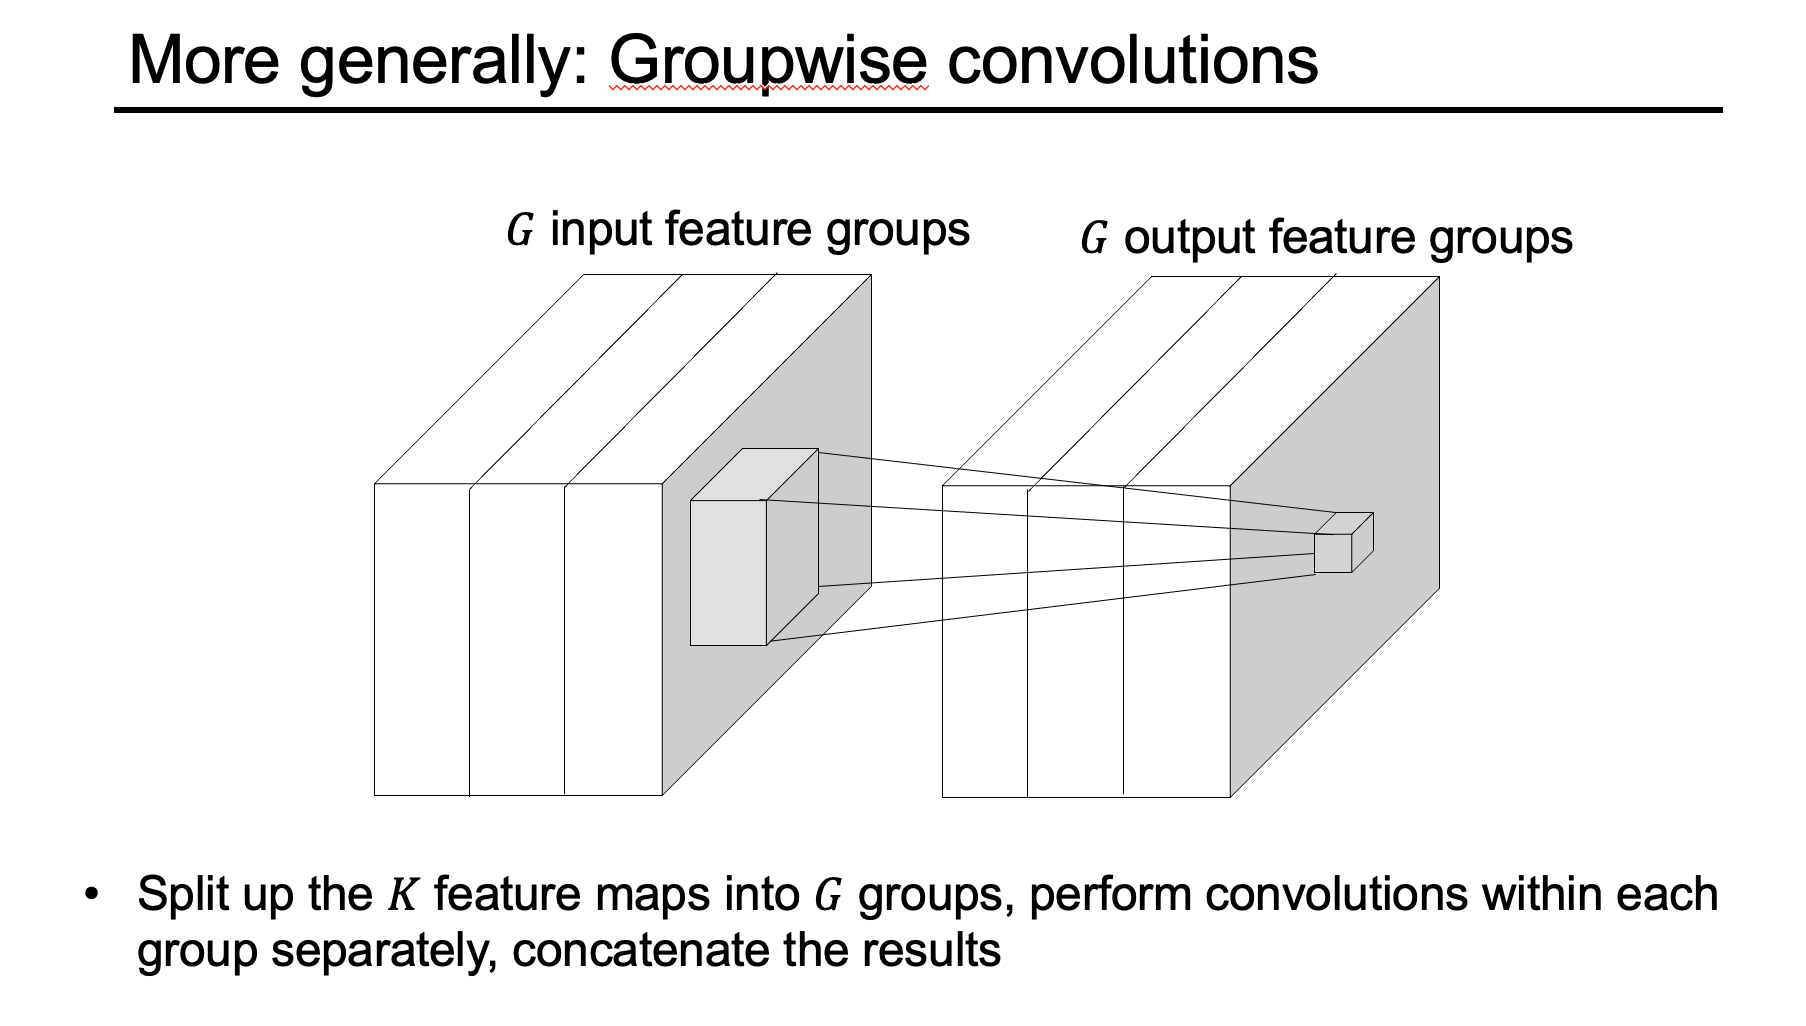 More generally: Groupwise convolutions
G input feature groups
G output feature groups
• Split up the K feature maps into G groups, perform convolutions within each
group separately, concatenate the results